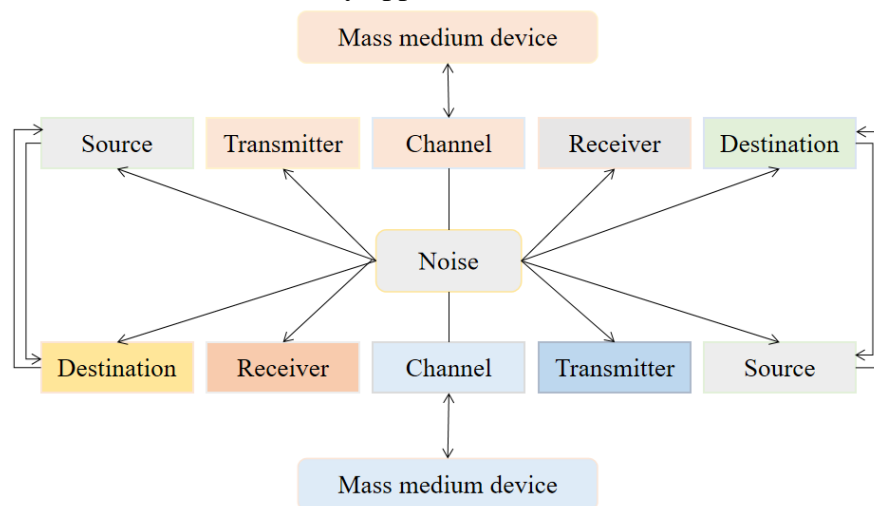 Mass medium device
Source
Transmitter
Channel
Receiver
Destination
Noise
Destination
Receiver
Channel
Transmitter
Source
Mass medium device